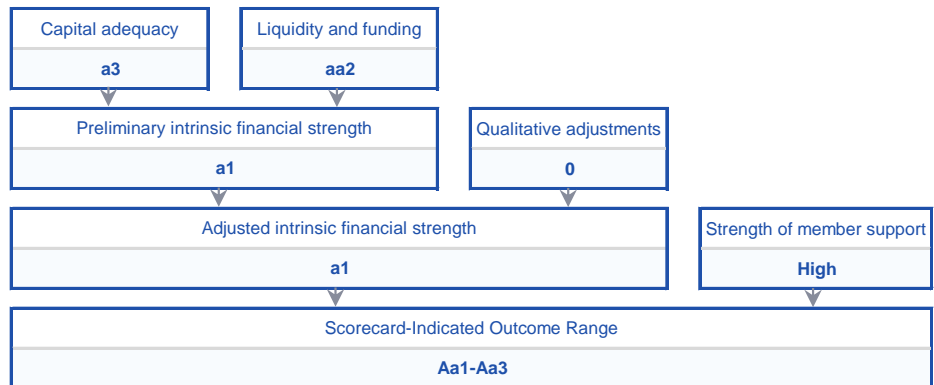 Capital adequacy
Liquidity and funding
a3
aa2
Preliminary intrinsic financial strength
Qualitative adjustments
a1
0
Adjusted intrinsic financial strength
Strength of member support
a1
High
Scorecard-Indicated Outcome Range
Aa1-Aa3